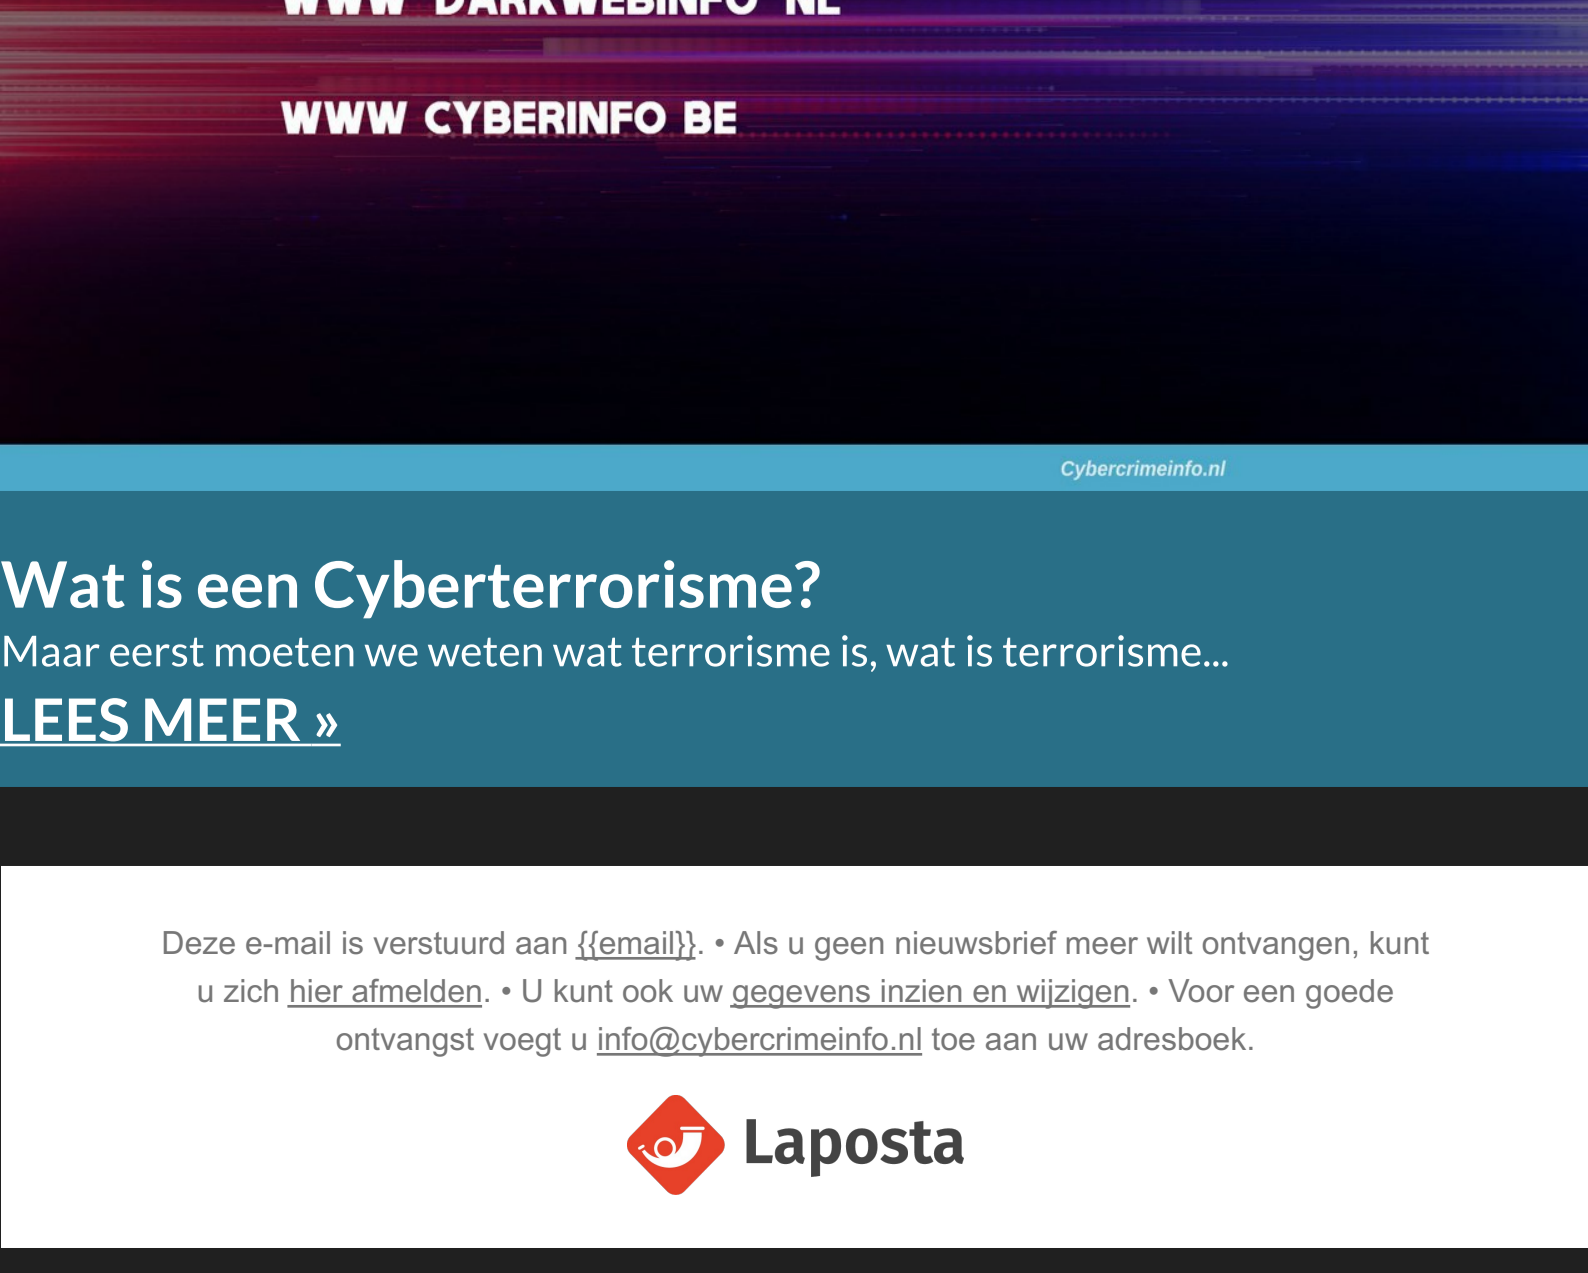 WWW DARKWEBINFO NL
WWW CYBERINFO BE
Cybercrimeinfo.nl
Wat is een Cyberterrorisme?
Maar eerst moeten we weten wat terrorisme is, wat is terrorisme...
LEES MEER »
Deze e-mail is verstuurd aan {{email}}. • Als u geen nieuwsbrief meer wilt ontvangen, kunt
u zich hier afmelden. • U kunt ook uw gegevens inzien en wijzigen. • Voor een goede
ontvangst voegt u info@cybercrimeinfo.nl toe aan uw adresboek.
Laposta